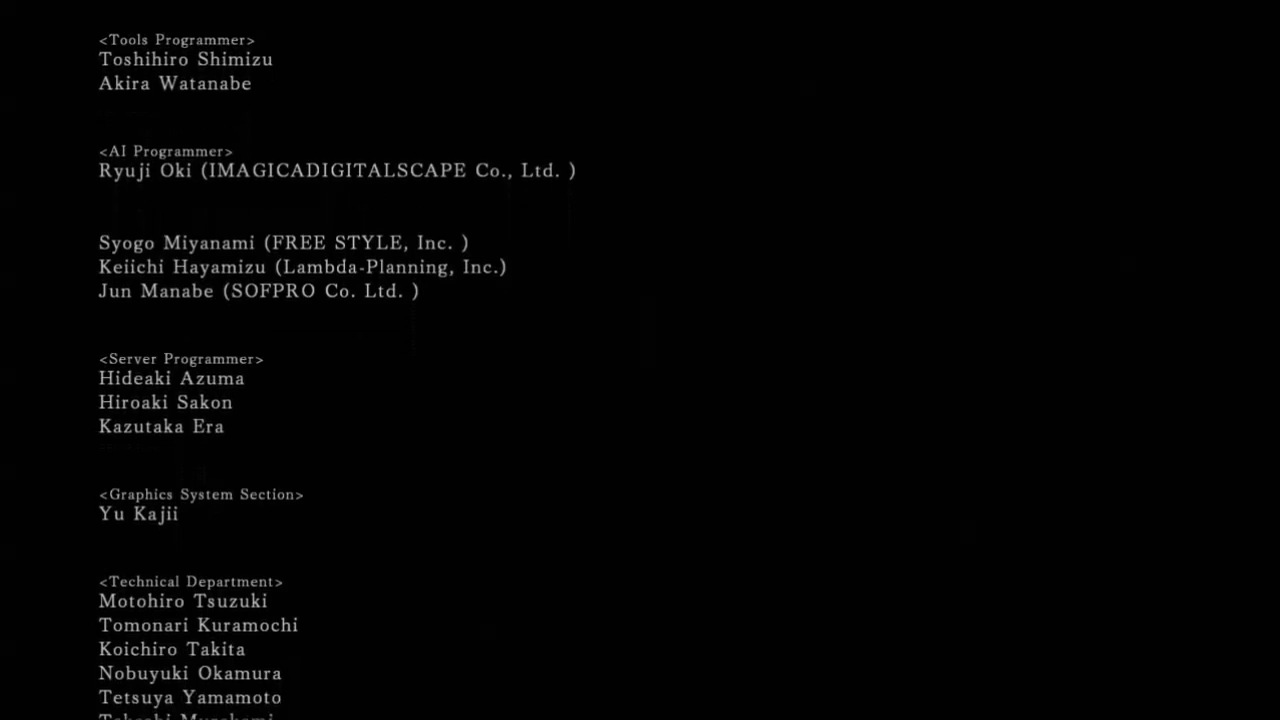 <Tools Programmer>
Toshihiro Shimizu
Akira Watanabe
<AI Programmer>
Ryuji Oki (IMAGICADIGITALSCAPE Co., Ltd. )
Syogo Miyanami (FREE STYLE, Inc. )
Keiichi Hayamizu (Lambda-Planning, Inc.)
Jun Manabe (SOFPRO Co. Ltd. )
<Server Programmer>
Hideaki Azuma
Hiroaki Sakon
Kazutaka Era
<Graphics System Section>
Yu Kajii
<Technical Department>
Motohiro Tsuzuki
Tomonari Kuramochi
Koichiro Takita
Nobuyuki Okamura
Tetsuya Yamamoto